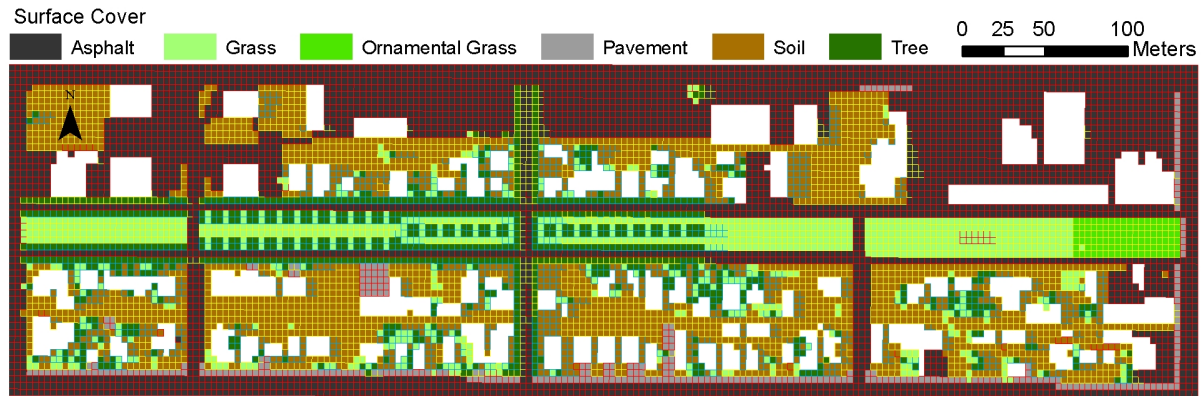 Surface Cover
Asphalt Grass Ornamental Grass Pavement Soil Tree
0 25 50 100
Meters
N